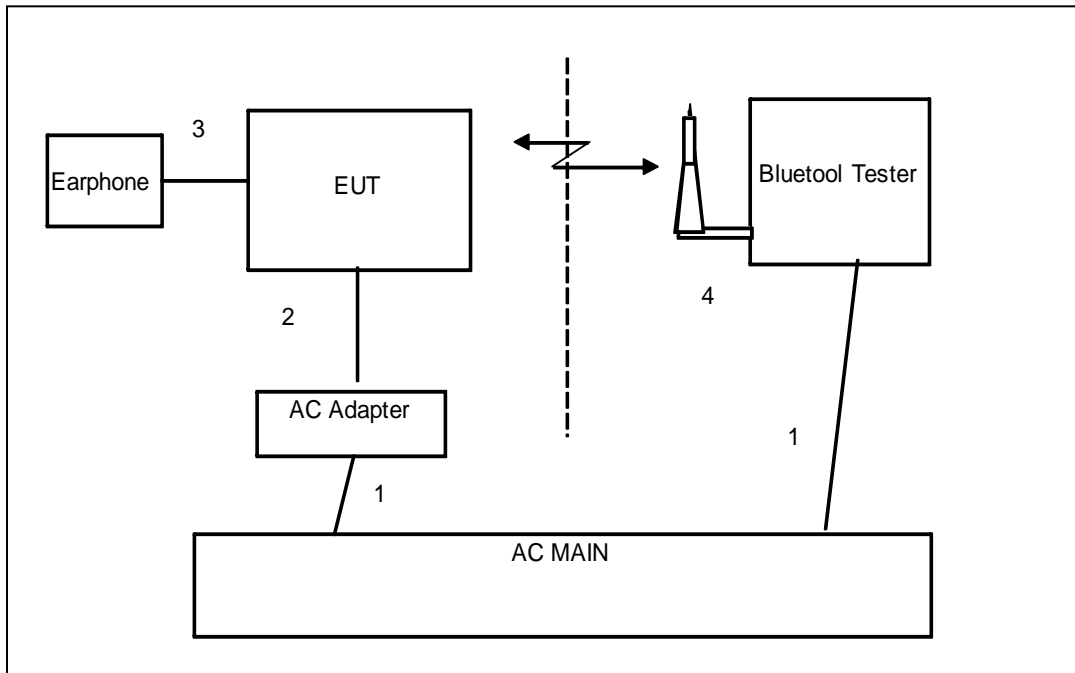 3
Earphone
EUT
Bluetool Tester
2
4
AC Adapter
1
1
AC MAIN